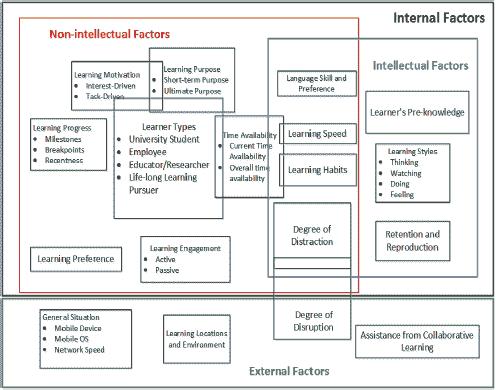 Internal Factors
Non-intellectual Factors
Intellectual Factors
Learning Motivation
• Interest-Driven
• Task-Driven
Learning Purpose
• Short-term Purpose
• Ultimate Purpose
Language Skill and
Preference
Learner's Pre-knowledge
Learning Progress
• Milestones
• Breakpoints
• Recentness
Learner Types
• University Student
• Employee
• Educator/Researcher
• Life-long Learning
Pursuer
Time Availability
• Current Time
Availability
• Overall time
availability
Learning Speed
Learning Habits
Learning Styles
• Thinking
• Watching
• Doing
• Feeling
Degree of
Distraction
Retention and
Reproduction
Learning Preference
Learning Engagement
• Active
• Passive
General Situation
• Mobile Device
• Mobile OS
• Network Speed
Learning Locations
and Environment
Degree of
Disruption
Assistance from Collaborative
Learning
External Factors